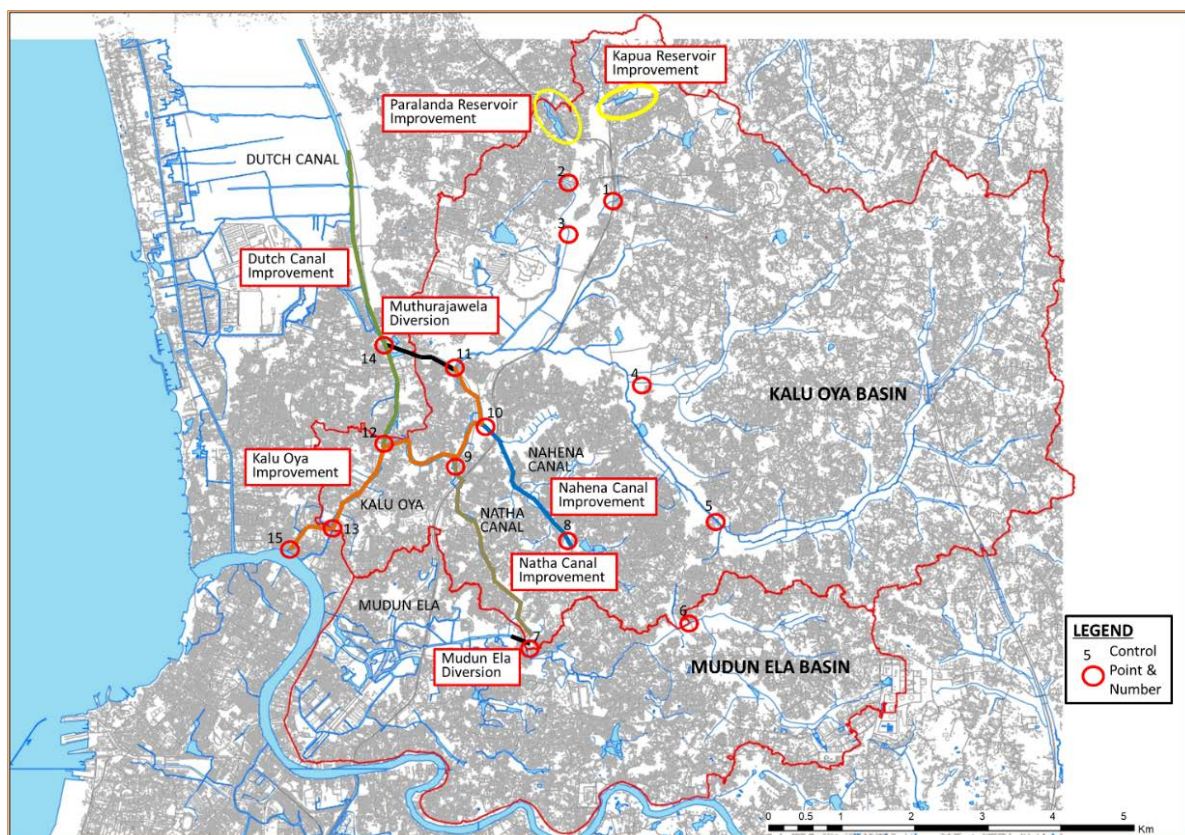 Kapua Reservoir
Improvement
Paralanda Reservoir
Improvement
DUTCH CANAL
2
1
3
Dutch Canal
Improvement
Muthurajawela
Diversion
14
11
4
KALU OYA BASIN
10
12
9
NAHENA
CANAL
Kalu Oya
Improvement
KALU OYA
NATHA
CANAL
Nahena Canal
Improvement
5
13
15
8
Natha Canal
Improvement
MUDUN ELA
6
7
Mudun Ela
Diversion
MUDUN ELA BASIN
LEGEND
5 Control
Point &
Number
0 0.5 1 2 3 4 5
Km